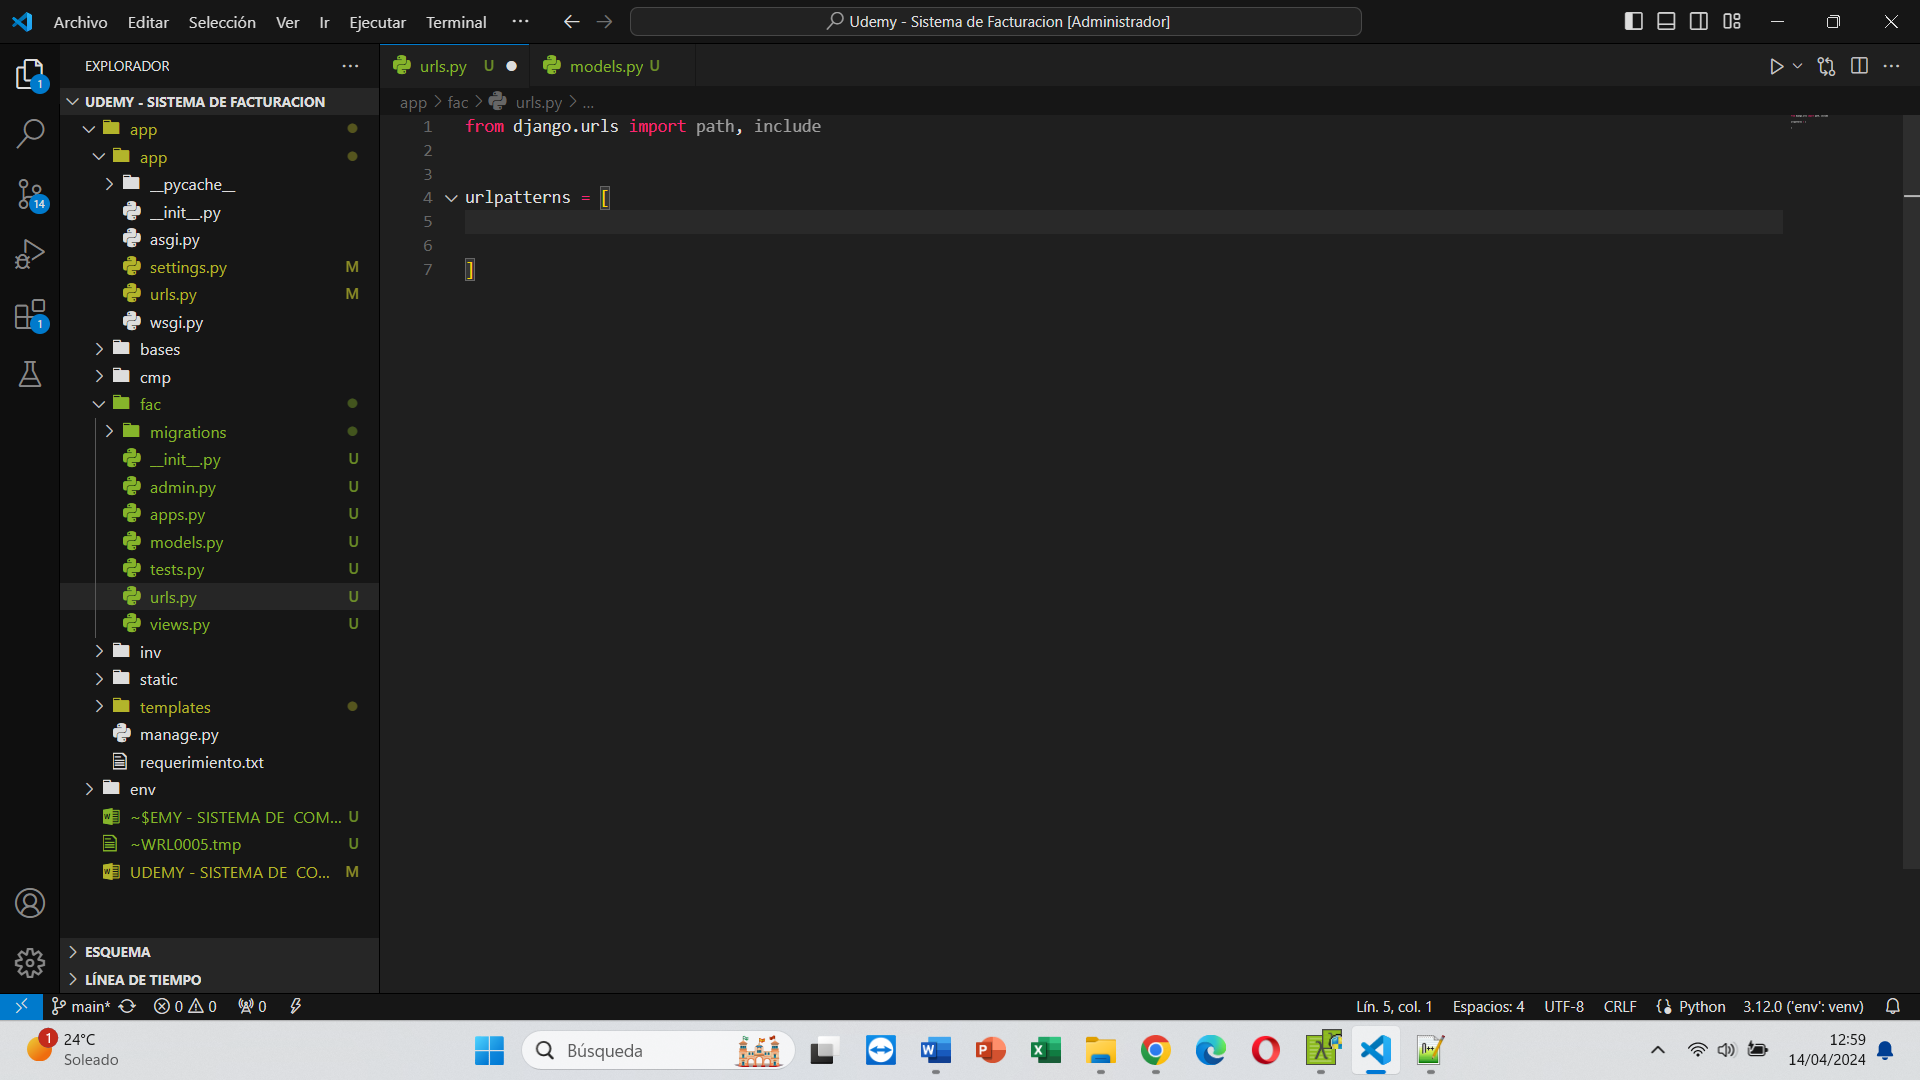 Archivo Editar Selección Ver Ir Ejecutar Terminal ··· Udemy - Sistema de Facturacion [Administrador]
EXPLORADOR ···
1
UDEMY - SISTEMA DE FACTURACION
app
app
__pycache__
__init__.py
14
asgi.py
settings.py M
urls.py M
wsgi.py
1
bases
cmp
fac
migrations
__init__.py U
admin.py U
apps.py U
models.py U
tests.py U
urls.py U
views.py U
inv
static
templates
manage.py
requerimiento.txt
env
~$EMY - SISTEMA DE COM... U
~WRL0005.tmp U
UDEMY - SISTEMA DE CO... M
ESQUEMA
LÍNEA DE TIEMPO
urls.py U models.py U
app > fac > urls.py > ...
1 from django.urls import path, include
2
3
4 urlpatterns = [
5
6
7 ]
main* 0 0 0 Lín. 5, col. 1 Espacios: 4 UTF-8 CRLF Python 3.12.0 ('env': venv)
1 24°C
Soleado
Búsqueda
12:59
14/04/2024